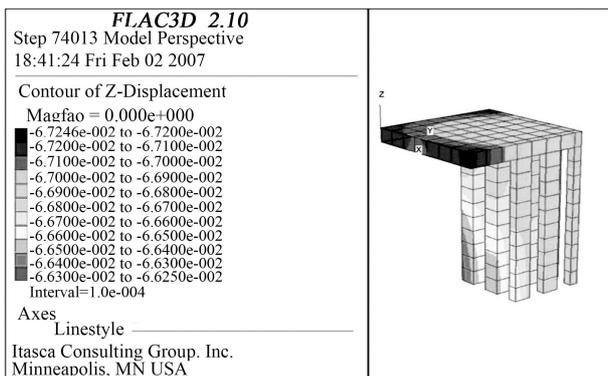 FLAC3D 2.10
Step 74013 Model Perspective
18:41:24 Fri Feb 02 2007
Contour of Z-Displacement
Magfao = 0.000e+000
-6.7246e-002 to -6.7200e-002
-6.7200e-002 to -6.7100e-002
-6.7100e-002 to -6.7000e-002
-6.7000e-002 to -6.6900e-002
-6.6900e-002 to -6.6800e-002
-6.6800e-002 to -6.6700e-002
-6.6700e-002 to -6.6600e-002
-6.6600e-002 to -6.6500e-002
-6.6500e-002 to -6.6400e-002
-6.6400e-002 to -6.6300e-002
-6.6300e-002 to -6.6250e-002
Interval=1.0e-004
Axes
Linestyle
Itasca Consulting Group. Inc.
Minneapolis, MN USA
Z
Y
X